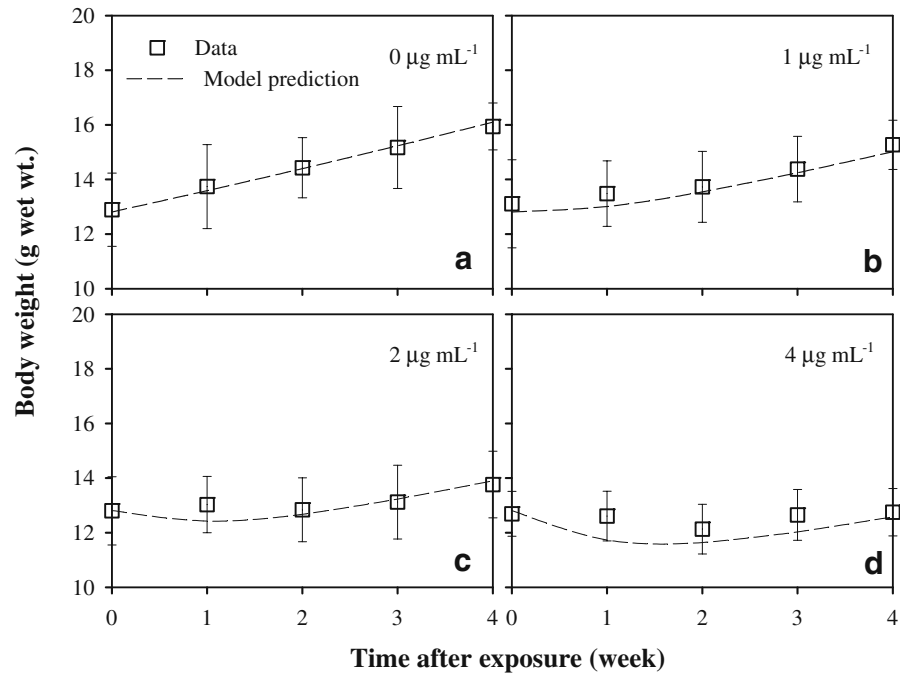 20
18
16
14
12
10
Data
Model prediction
0 μg mL⁻¹
a
1 μg mL⁻¹
b
Body weight (g wet wt.)
20
18
16
14
12
10
2 μg mL⁻¹
c
4 μg mL⁻¹
d
0 1 2 3 4 0 1 2 3 4
Time after exposure (week)